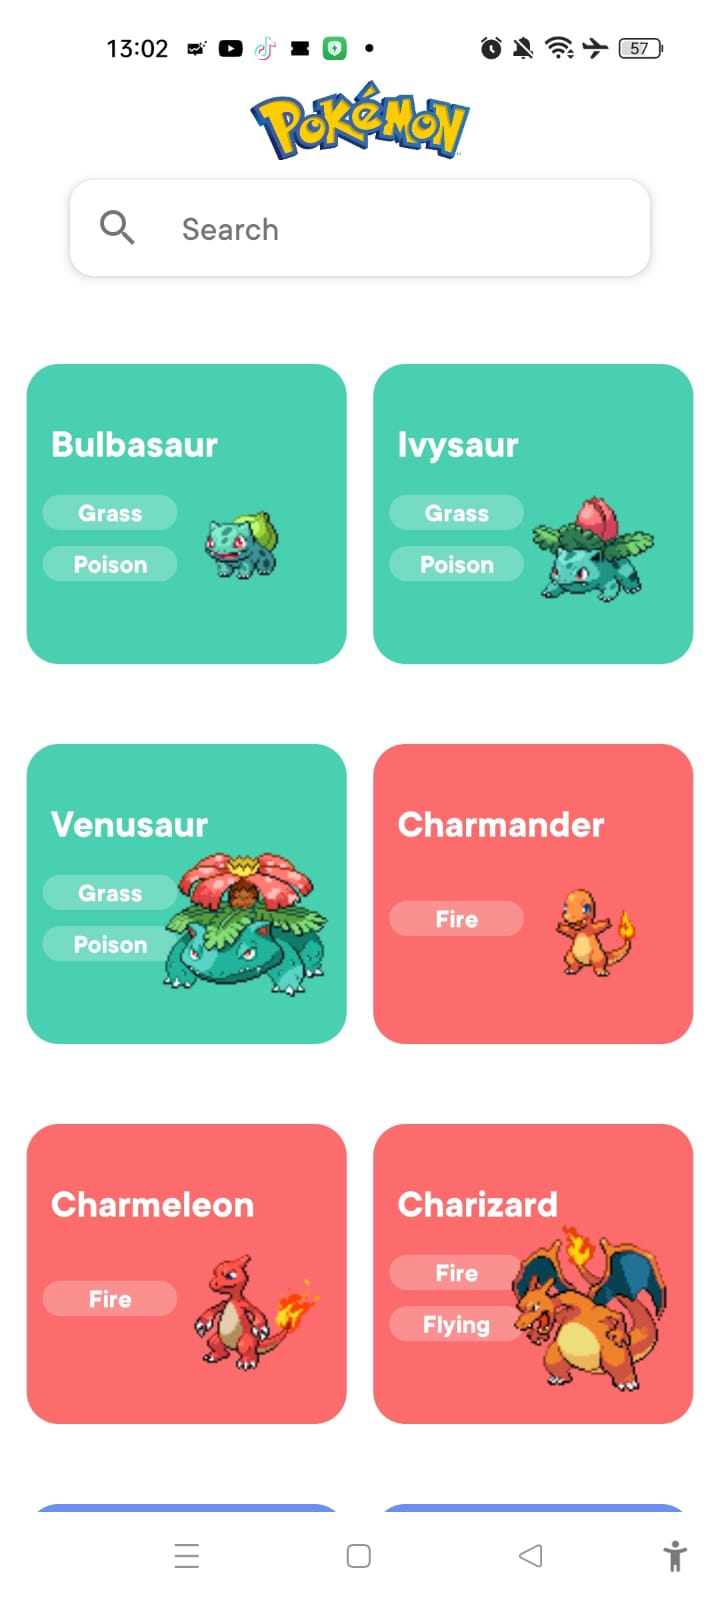 13:02
57
POKéMON
Search
Bulbasaur
Grass
Poison
Ivysaur
Grass
Poison
Venusaur
Grass
Poison
Charmander
Fire
Charmeleon
Fire
Charizard
Fire
Flying